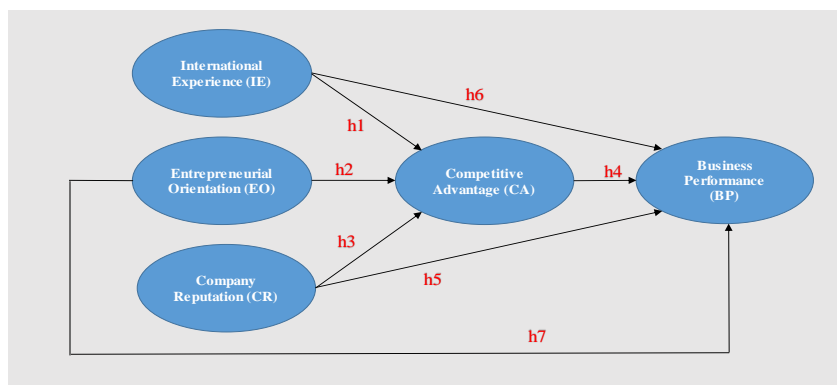 International
Experience (IE)
h6
h1
Entrepreneurial
Orientation (EO)
h2
Competitive
Advantage (CA)
h4
Business
Performance
(BP)
h3
Company
Reputation (CR)
h5
h7